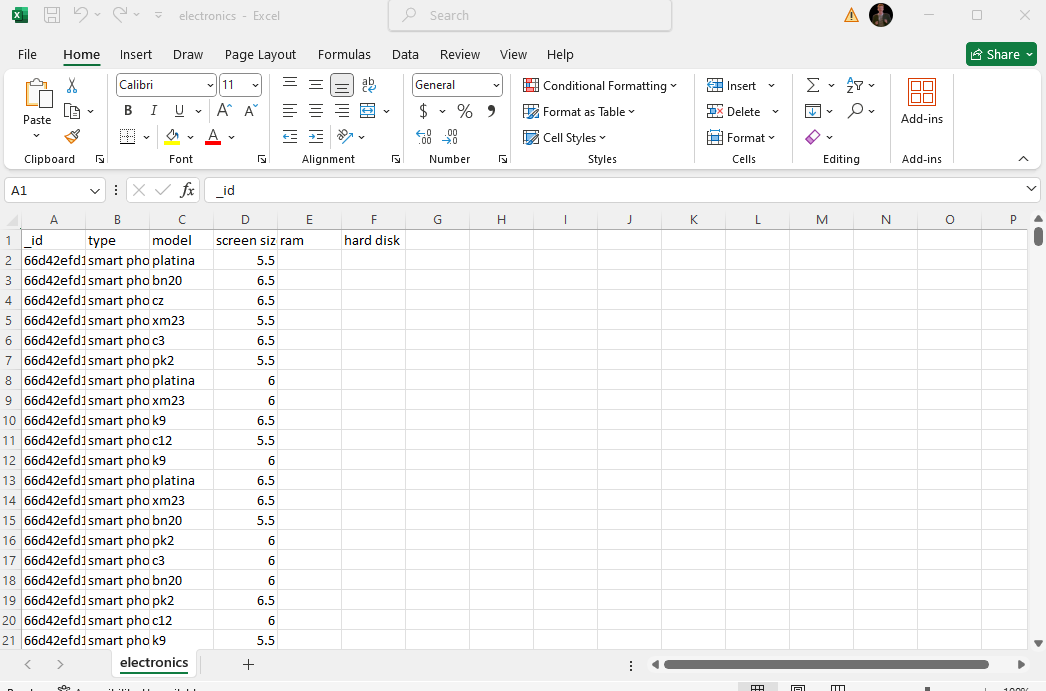 electronics - Excel
Search
File Home Insert Draw Page Layout Formulas Data Review View Help
Share
Paste
Calibri 11
B I U
A A
A
ab
c
General
$ % 9
.00
Conditional Formatting
Format as Table
Cell Styles
Insert
Delete
Format
Add-ins
Clipboard Font Alignment Number Styles Cells Editing Add-ins
A1 fx _id
A B C D E F G H I J K L M N O P
1 _id type model screen siz ram hard disk
2 66d42efd1 smart pho platina 5.5
3 66d42efd1 smart pho bn20 6.5
4 66d42efd1 smart pho cz 6.5
5 66d42efd1 smart pho xm23 5.5
6 66d42efd1 smart pho c3 6.5
7 66d42efd1 smart pho pk2 5.5
8 66d42efd1 smart pho platina 6
9 66d42efd1 smart pho xm23 6
10 66d42efd1 smart pho k9 6.5
11 66d42efd1 smart pho c12 5.5
12 66d42efd1 smart pho k9 6
13 66d42efd1 smart pho platina 6.5
14 66d42efd1 smart pho xm23 6.5
15 66d42efd1 smart pho bn20 5.5
16 66d42efd1 smart pho pk2 6
17 66d42efd1 smart pho c3 6
18 66d42efd1 smart pho bn20 6
19 66d42efd1 smart pho pk2 6.5
20 66d42efd1 smart pho c12 6
21 66d42efd1 smart pho k9 5.5
electronics